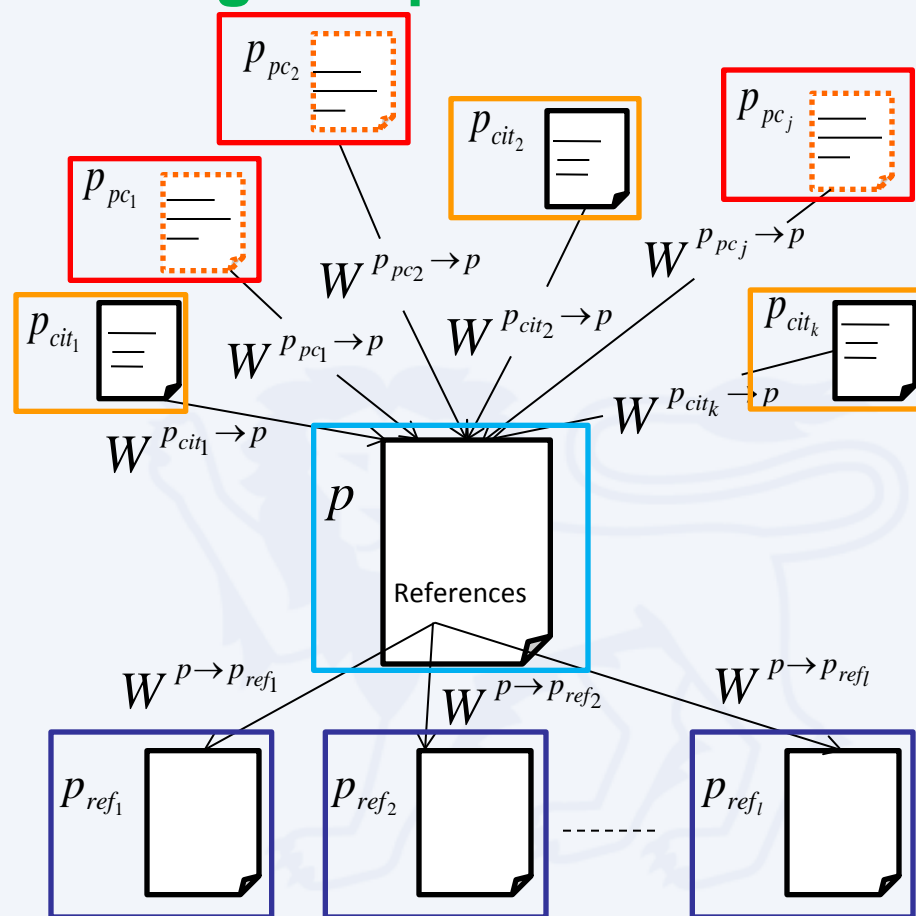 p_{pc_2}
p_{cit_2}
p_{pc_j}
p_{pc_1}
p_{cit_1}
p_{cit_k}
W^{p_{pc_2} → p}
W^{p_{pc_j} → p}
W^{p_{pc_1} → p}
W^{p_{cit_2} → p}
W^{p_{cit_k} → p}
W^{p_{cit_1} → p}
p
References
W^{p → p_{ref_1}}
W^{p → p_{ref_2}}
W^{p → p_{ref_l}}
p_{ref_1}
p_{ref_2}
p_{ref_l}